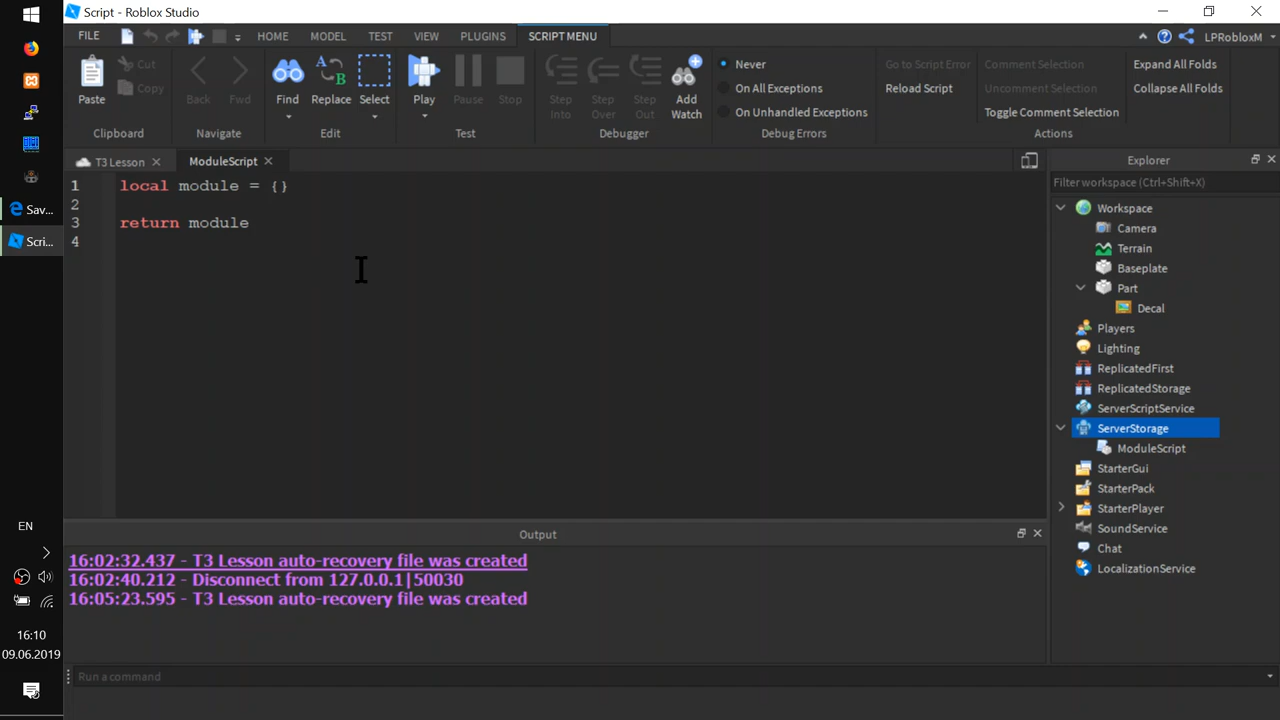 Script - Roblox Studio
FILE HOME MODEL TEST VIEW PLUGINS SCRIPT MENU LPRobloxM
Paste
Cut
Copy
Clipboard
Back Fwd
Navigate
Find Replace Select
Edit
Play Pause Stop
Test
Step Into
Step Over
Step Out
Add Watch
Debugger
Never
On All Exceptions
On Unhandled Exceptions
Debug Errors
Go to Script Error
Reload Script
Comment Selection
Uncomment Selection
Toggle Comment Selection
Expand All Folds
Collapse All Folds
Actions
T3 Lesson ModuleScript
1 local module = {}
2
3 return module
4
Explorer
Filter workspace (Ctrl+Shift+X)
Workspace
Camera
Terrain
Baseplate
Part
Decal
Players
Lighting
ReplicatedFirst
ReplicatedStorage
ServerScriptService
ServerStorage
ModuleScript
StarterGui
StarterPack
StarterPlayer
SoundService
Chat
LocalizationService
Output
16:02:32.437 - T3 Lesson auto-recovery file was created
16:02:40.212 - Disconnect from 127.0.0.1|50030
16:05:23.595 - T3 Lesson auto-recovery file was created
Run a command
Sav...
Scri...
EN
16:10
09.06.2019